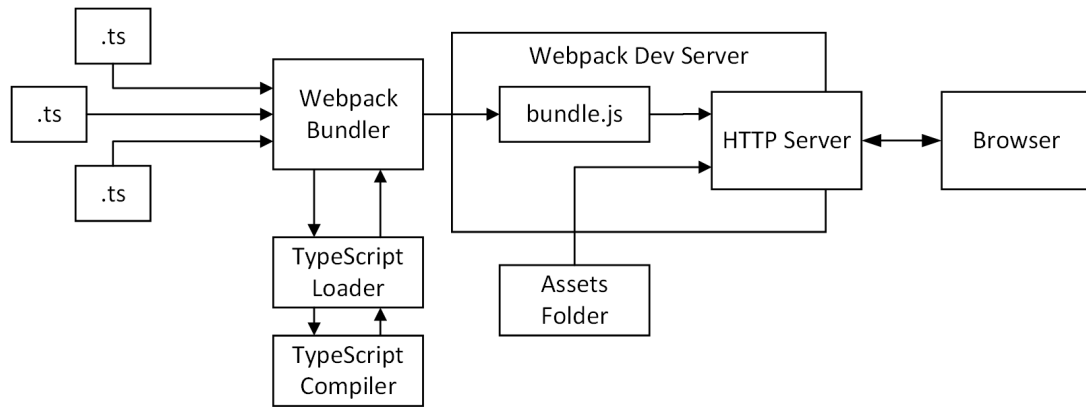 .ts
.ts
.ts
Webpack
Bundler
TypeScript
Loader
TypeScript
Compiler
Webpack Dev Server
bundle.js
HTTP Server
Browser
Assets
Folder